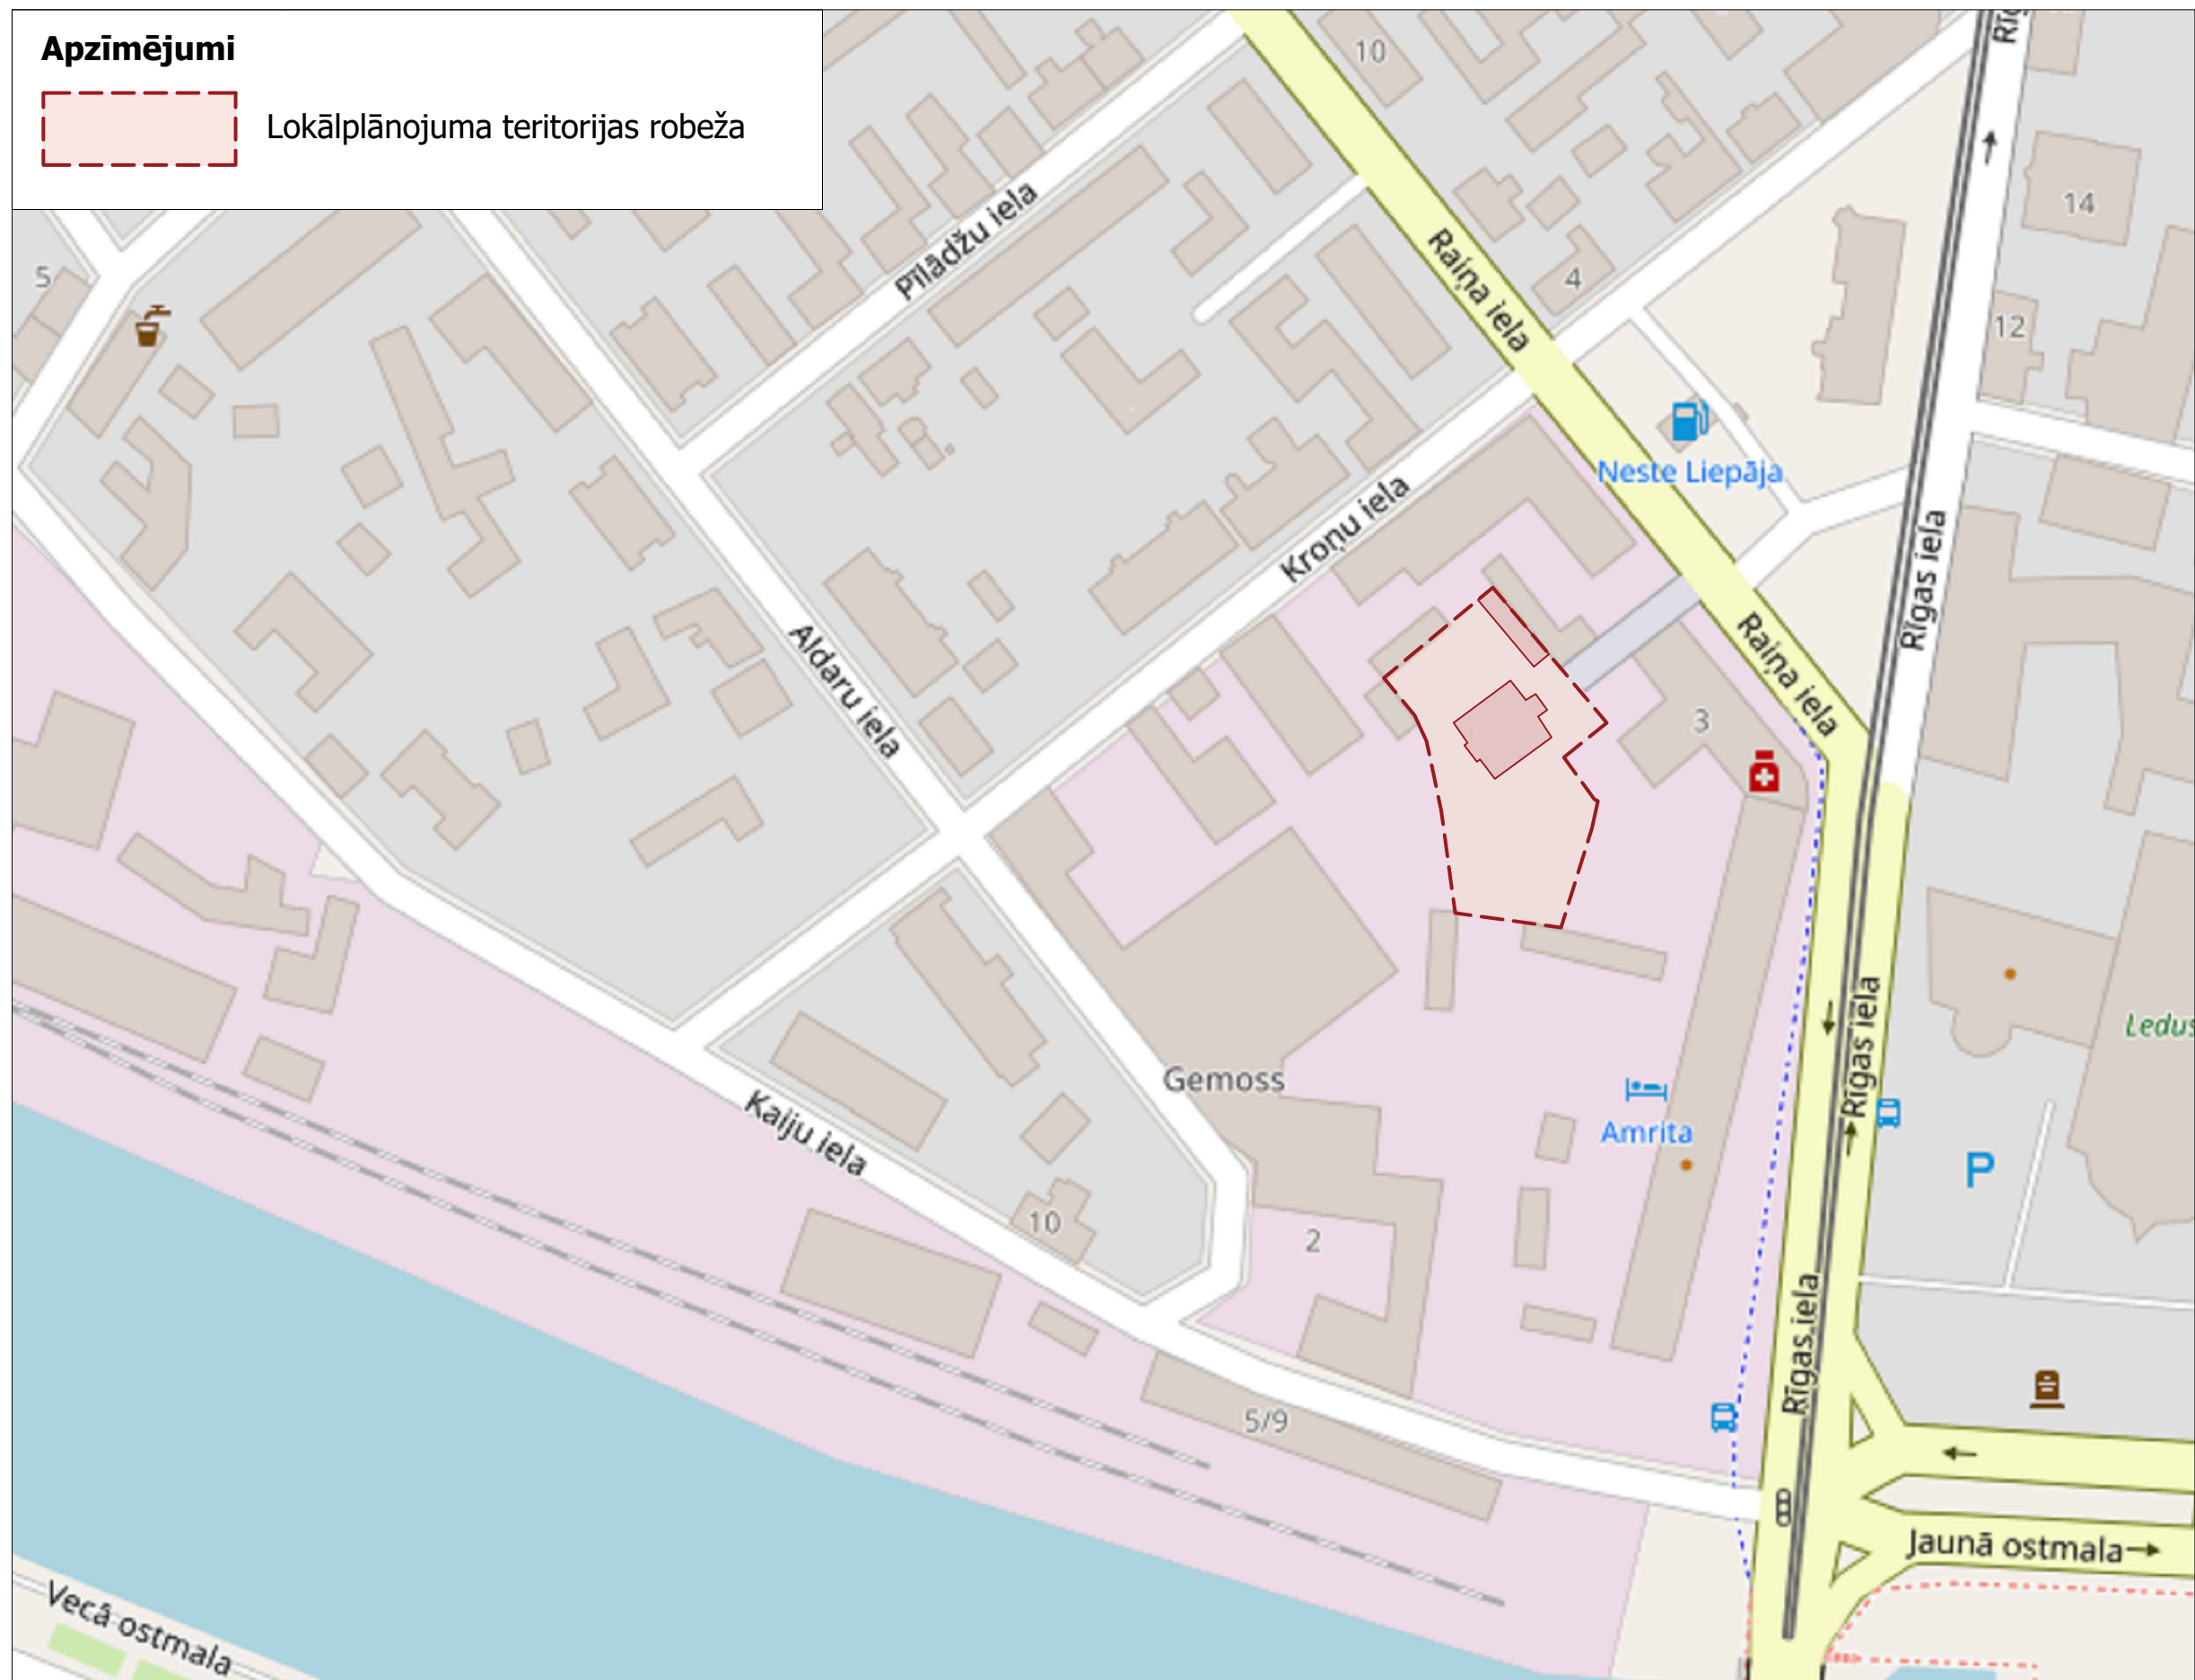 Apzīmējumi
Lokālplānojuma teritorijas robeža
10
Rīg
14
5
Pīlādžu iela
Raiņa iela
4
12
Neste Liepāja
Kroņu iela
Rīgas iela
Aldaru iela
Raiņa iela
3
Rīgas iela
Ledus
Gemoss
Kaiju iela
Amrita
P
10
2
Rīgas iela
5/9
Jaunā ostmala
Vecā ostmala